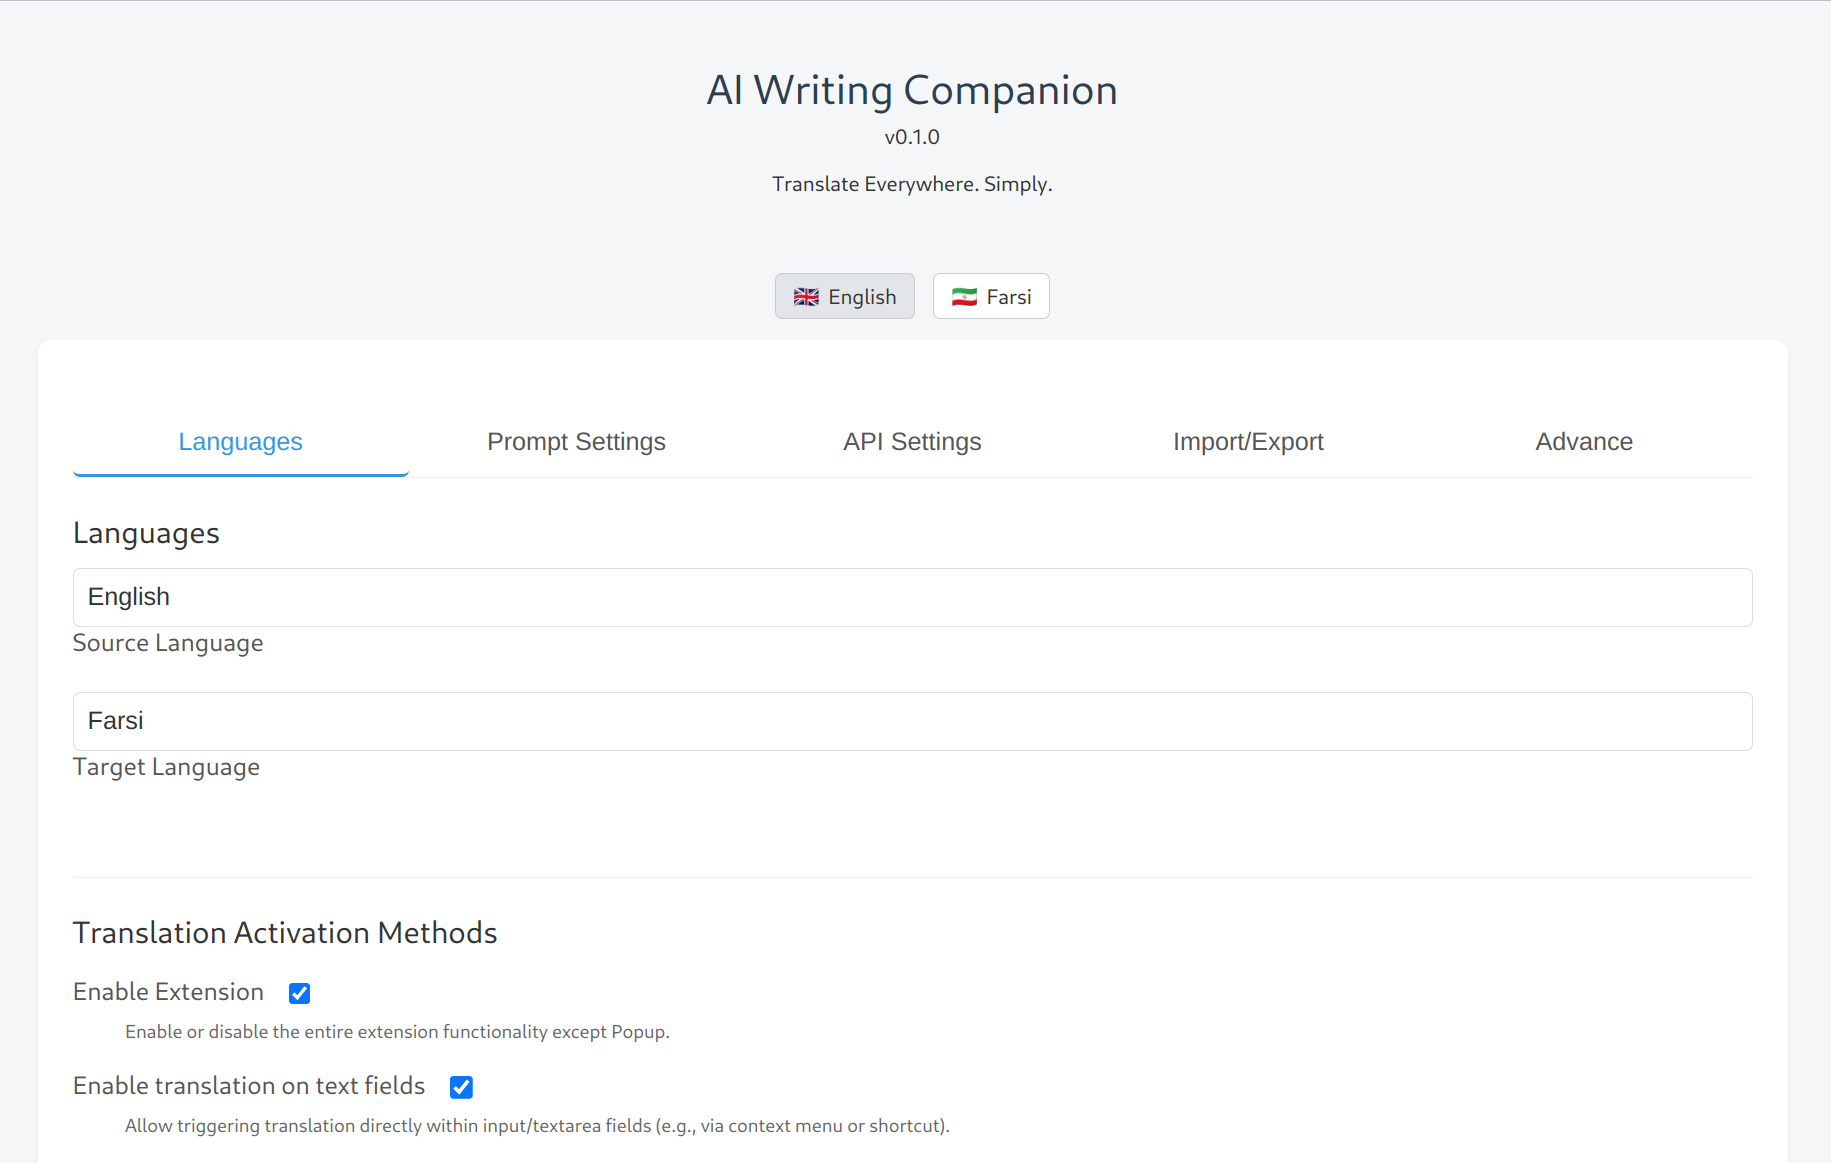 AI Writing Companion
v0.1.0
Translate Everywhere. Simply.
English
Farsi
Languages
Prompt Settings
API Settings
Import/Export
Advance
Languages
English
Source Language
Farsi
Target Language
Translation Activation Methods
Enable Extension
Enable or disable the entire extension functionality except Popup.
Enable translation on text fields
Allow triggering translation directly within input/textarea fields (e.g., via context menu or shortcut).